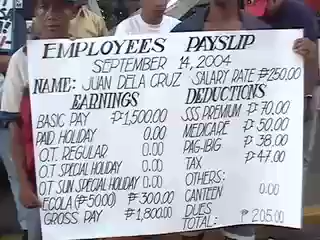 EMPLOYEES PAYSLIP
SEPTEMBER 14, 2004
NAME: JUAN DELA CRUZ SALARY RATE ₱250.00
EARNINGS
BASIC PAY ₱1,500.00
PAID HOLIDAY 0.00
O.T. REGULAR 0.00
O.T SPECIAL HOLIDAY 0.00
O.T SUN SPECIAL HOLIDAY 0.00
ECOLA (₱50.00) ₱300.00
GROSS PAY ₱1,800.00
DEDUCTIONS
SSS PREMIUM ₱70.00
MEDICARE ₱50.00
PAG-IBIG ₱38.00
TAX ₱47.00
OTHERS:
CANTEEN 0.00
DUES
TOTAL: ₱205.00